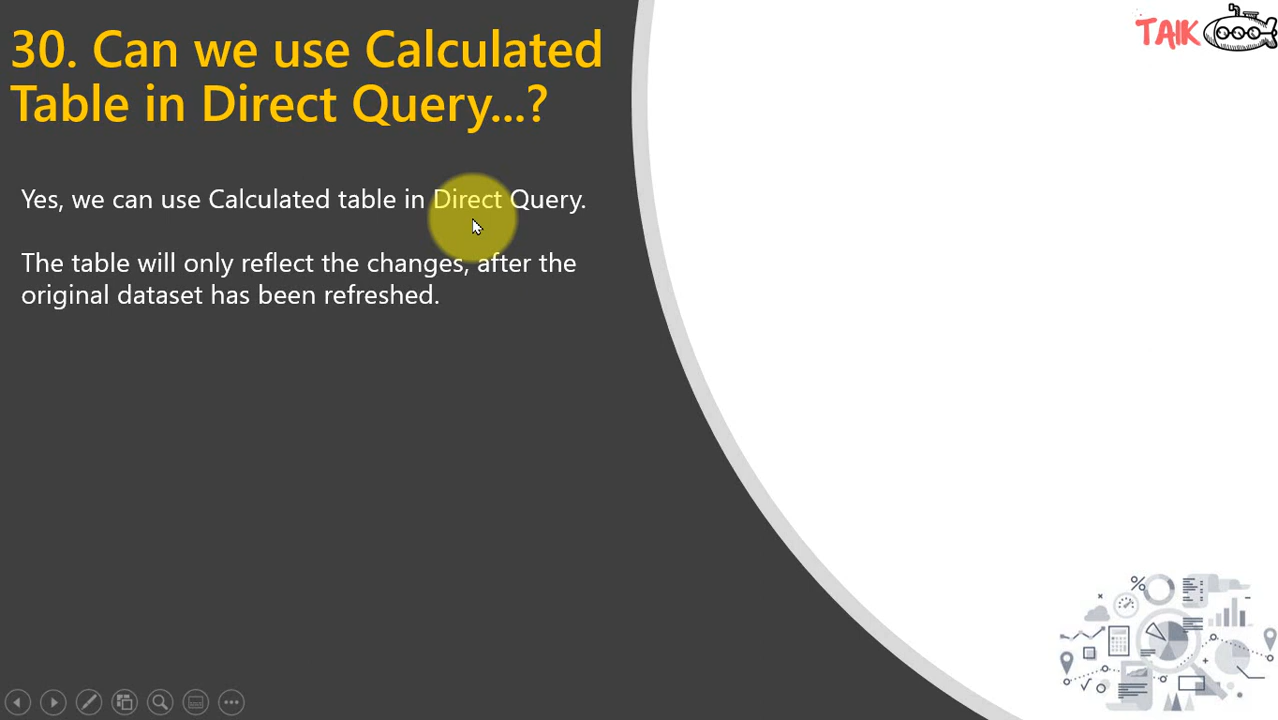 TAIK
30. Can we use Calculated
Table in Direct Query...?
Yes, we can use Calculated table in Direct Query.
The table will only reflect the changes, after the
original dataset has been refreshed.